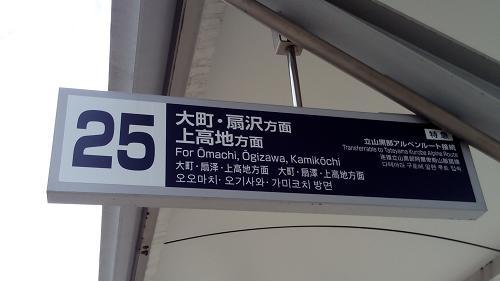 25
大町・扇沢方面
上高地方面
For Ōmachi, Ōgizawa, Kamikōchi
大町・扇泽・上高地方面 大町・扇澤・上高地方面
오오마치・오기사와・가미코치 방면
特急
立山黒部アルペンルート接続
Transferrable to Tateyama Kurobe Alpine Route